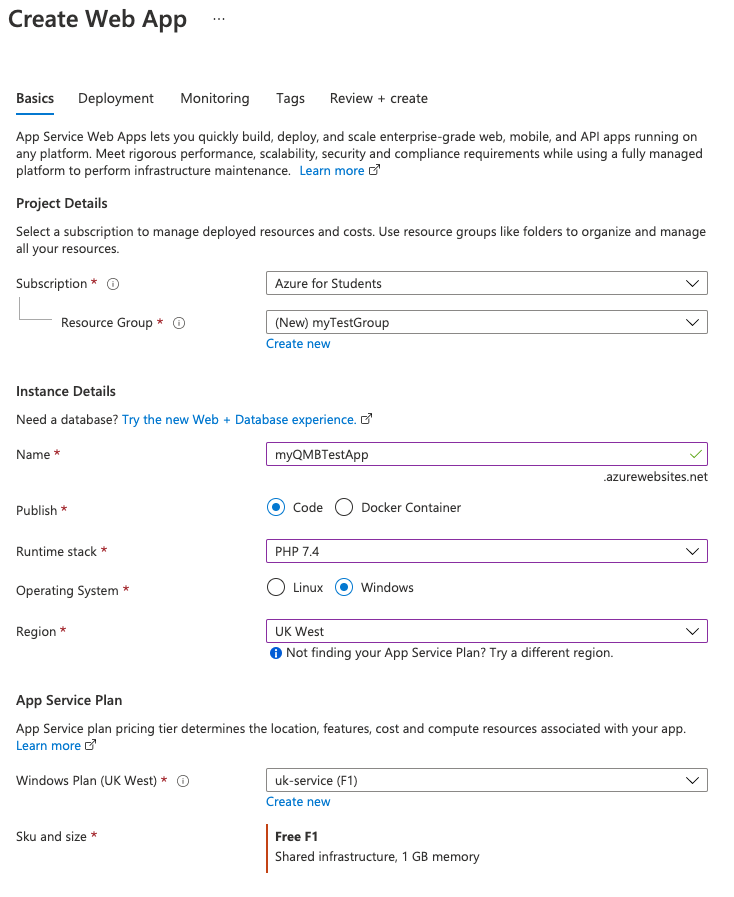 Create Web App ...
Basics Deployment Monitoring Tags Review + create
App Service Web Apps lets you quickly build, deploy, and scale enterprise-grade web, mobile, and API apps running on
any platform. Meet rigorous performance, scalability, security and compliance requirements while using a fully managed
platform to perform infrastructure maintenance. Learn more
Project Details
Select a subscription to manage deployed resources and costs. Use resource groups like folders to organize and manage
all your resources.
Subscription * Azure for Students
Resource Group * (New) myTestGroup
Create new
Instance Details
Need a database? Try the new Web + Database experience.
Name * myQMBTestApp
.azurewebsites.net
Publish * Code Docker Container
Runtime stack * PHP 7.4
Operating System * Linux Windows
Region * UK West
Not finding your App Service Plan? Try a different region.
App Service Plan
App Service plan pricing tier determines the location, features, cost and compute resources associated with your app.
Learn more
Windows Plan (UK West) * uk-service (F1)
Create new
Sku and size * Free F1
Shared infrastructure, 1 GB memory